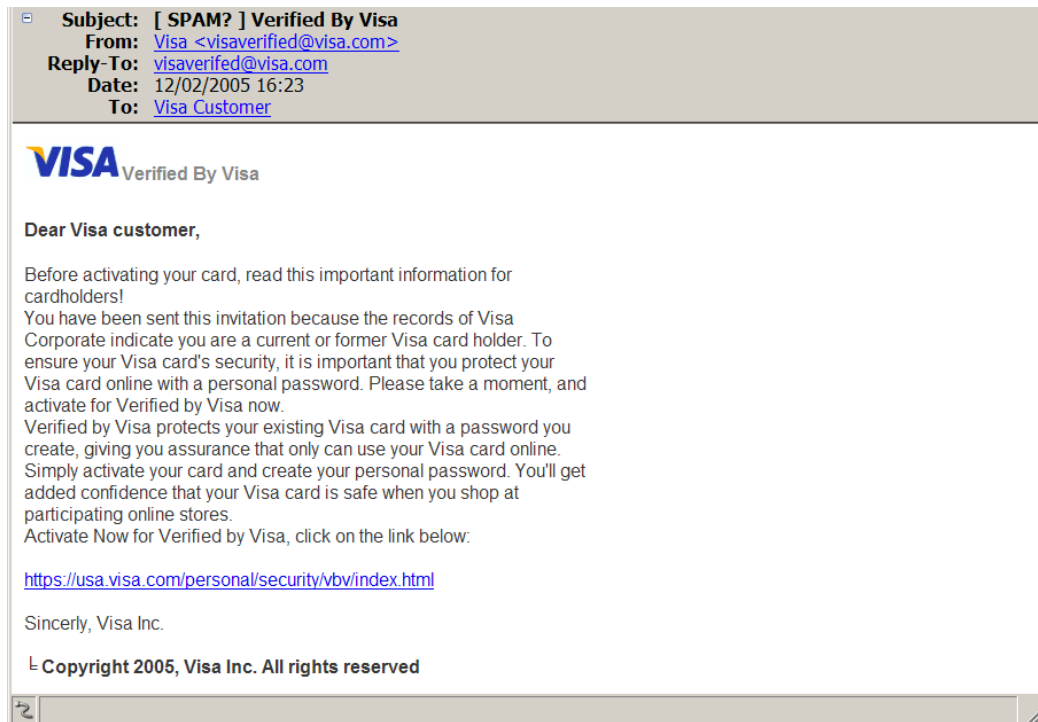 Subject: [ SPAM? ] Verified By Visa
From: Visa <visaverified@visa.com>
Reply-To: visaverifed@visa.com
Date: 12/02/2005 16:23
To: Visa Customer
VISA Verified By Visa
Dear Visa customer,
Before activating your card, read this important information for
cardholders!
You have been sent this invitation because the records of Visa
Corporate indicate you are a current or former Visa card holder. To
ensure your Visa card's security, it is important that you protect your
Visa card online with a personal password. Please take a moment, and
activate for Verified by Visa now.
Verified by Visa protects your existing Visa card with a password you
create, giving you assurance that only can use your Visa card online.
Simply activate your card and create your personal password. You'll get
added confidence that your Visa card is safe when you shop at
participating online stores.
Activate Now for Verified by Visa, click on the link below:
https://usa.visa.com/personal/security/vbv/index.html
Sincerly, Visa Inc.
╘ Copyright 2005, Visa Inc. All rights reserved